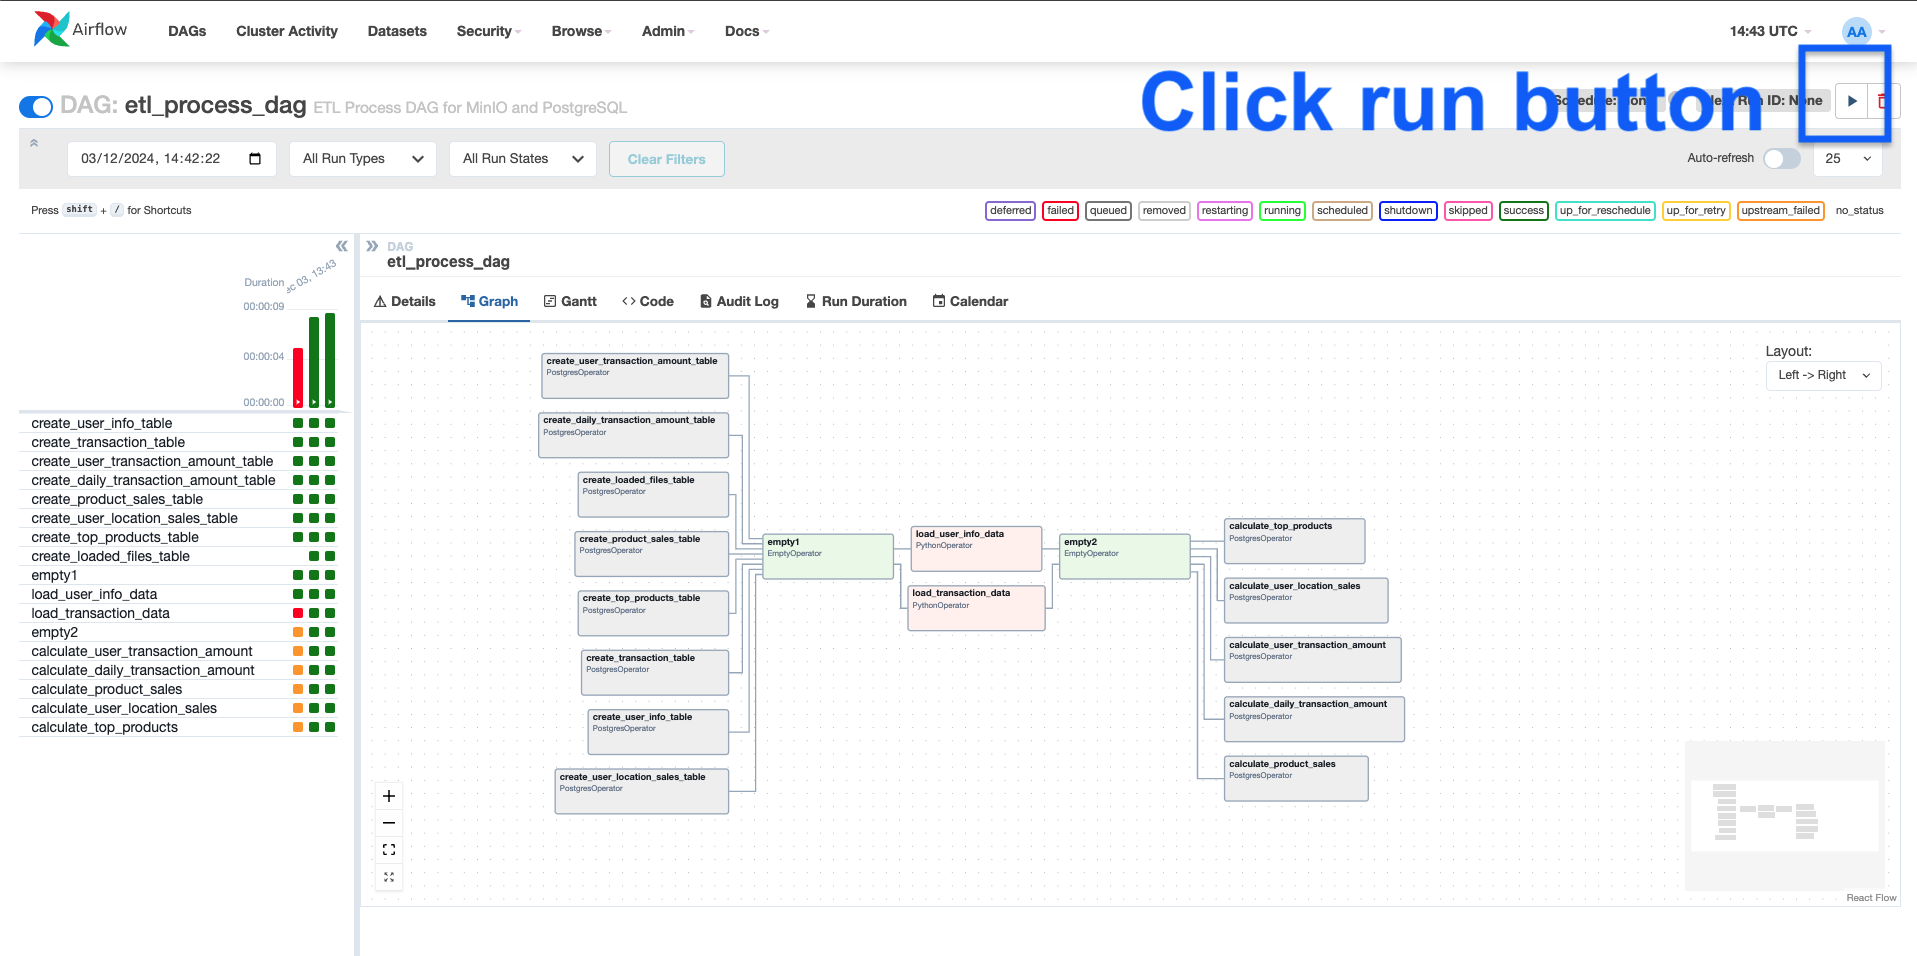 Airflow
DAGs
Cluster Activity
Datasets
Security
Browse
Admin
Docs
14:43 UTC
AA
Click run button
DAG: etl_process_dag ETL Process DAG for MinIO and PostgreSQL
Run ID: None
03/12/2024, 14:42:22
All Run Types
All Run States
Clear Filters
Auto-refresh
25
Press shift + / for Shortcuts
deferred
failed
queued
removed
restarting
running
scheduled
shutdown
skipped
success
up_for_reschedule
up_for_retry
upstream_failed
no_status
DAG
etl_process_dag
Duration
03, 13:43
00:00:09
00:00:04
00:00:00
Details
Graph
Gantt
Code
Audit Log
Run Duration
Calendar
create_user_info_table
create_transaction_table
create_user_transaction_amount_table
create_daily_transaction_amount_table
create_product_sales_table
create_user_location_sales_table
create_top_products_table
create_loaded_files_table
empty1
load_user_info_data
load_transaction_data
empty2
calculate_user_transaction_amount
calculate_daily_transaction_amount
calculate_product_sales
calculate_user_location_sales
calculate_top_products
create_user_transaction_amount_table
PostgresOperator
create_daily_transaction_amount_table
PostgresOperator
create_loaded_files_table
PostgresOperator
create_product_sales_table
PostgresOperator
create_top_products_table
PostgresOperator
create_transaction_table
PostgresOperator
create_user_info_table
PostgresOperator
create_user_location_sales_table
PostgresOperator
empty1
EmptyOperator
load_user_info_data
PythonOperator
load_transaction_data
PythonOperator
empty2
EmptyOperator
calculate_top_products
PostgresOperator
calculate_user_location_sales
PostgresOperator
calculate_user_transaction_amount
PostgresOperator
calculate_daily_transaction_amount
PostgresOperator
calculate_product_sales
PostgresOperator
Layout:
Left -> Right
React Flow